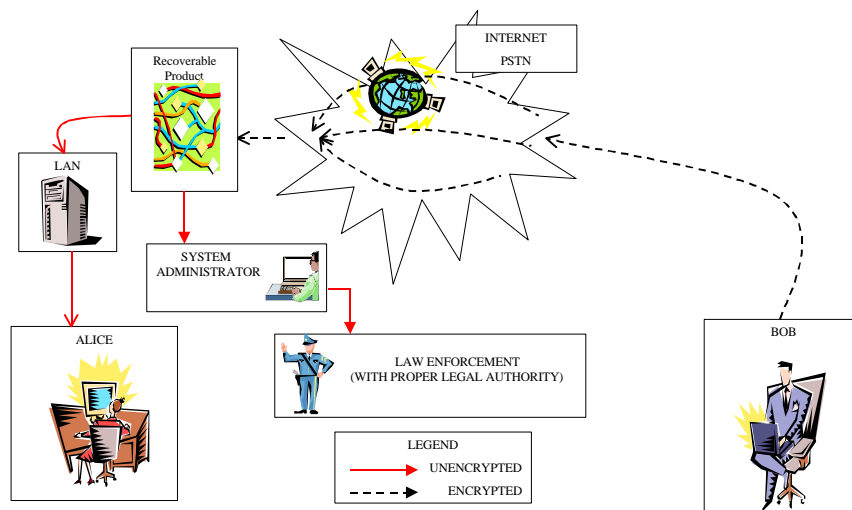 INTERNET
PSTN
Recoverable
Product
LAN
SYSTEM
ADMINISTRATOR
ALICE
LAW ENFORCEMENT
(WITH PROPER LEGAL AUTHORITY)
BOB
LEGEND
UNENCRYPTED
ENCRYPTED